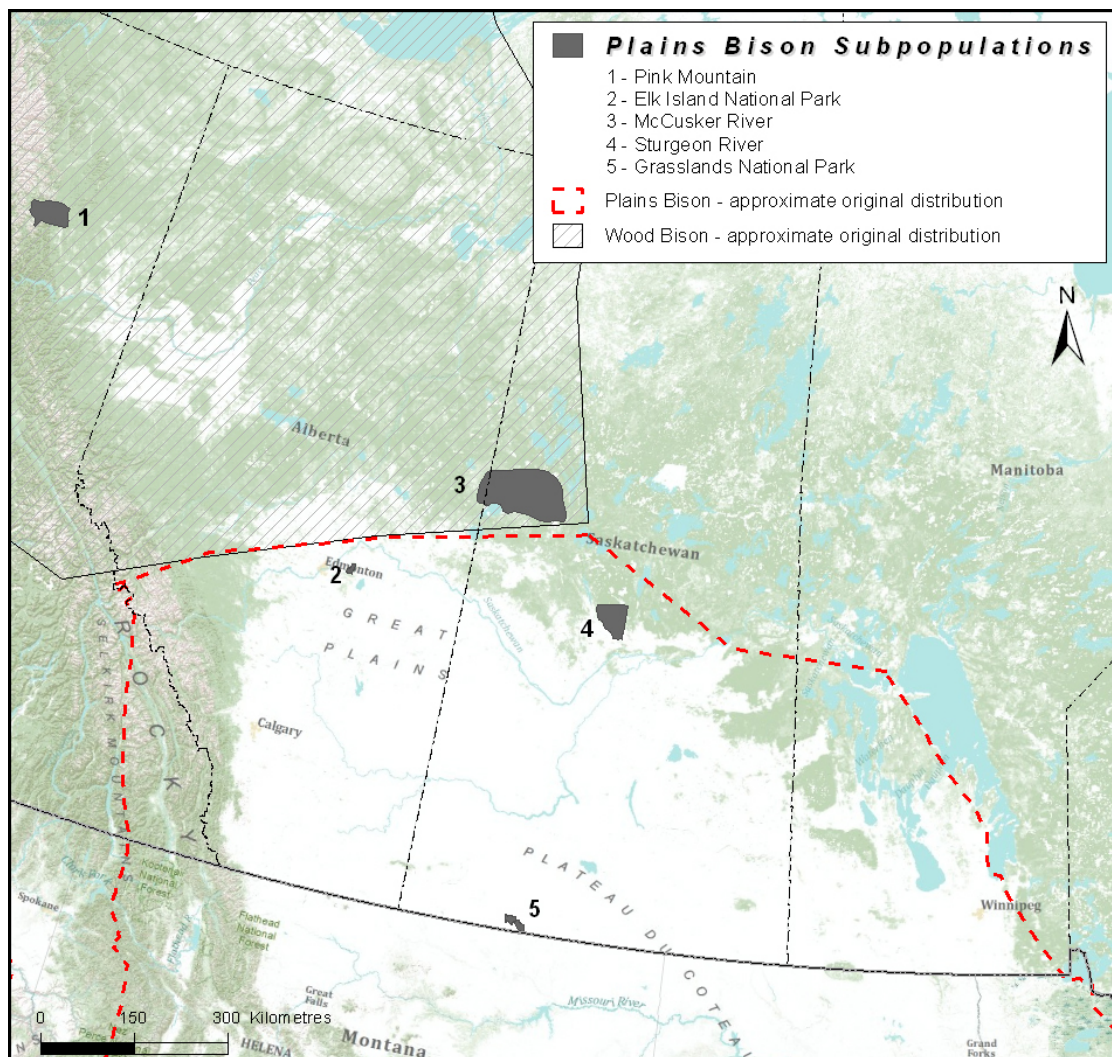 Plains Bison Subpopulations
1 - Pink Mountain
2 - Elk Island National Park
3 - McCusker River
4 - Sturgeon River
5 - Grasslands National Park
Plains Bison - approximate original distribution
Wood Bison - approximate original distribution
N
1
Alberta
Manitoba
3
Saskatchewan
2
Edmonton
Saskatchewan
4
GREAT
PLAINS
ROCKY
SELKIRK MOUNTAINS
Calgary
PLATEAU DU COTEAU
5
Winnipeg
Kootenai
National
Forest
Spokane
Flathead
National
Forest
Great
Falls
Missouri River
Montana
HELENA
Grand
Forks
0 150 300 Kilometres